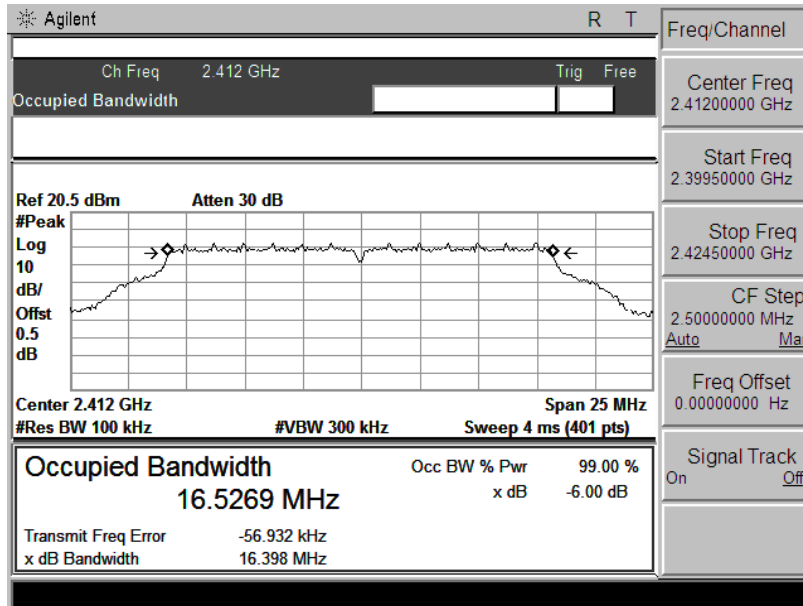 Agilent R T
Ch Freq 2.412 GHz Trig Free
Occupied Bandwidth
Ref 20.5 dBm Atten 30 dB
#Peak
Log
10
dB/
Offst
0.5
dB
Center 2.412 GHz Span 25 MHz
#Res BW 100 kHz #VBW 300 kHz Sweep 4 ms (401 pts)
Occupied Bandwidth Occ BW % Pwr 99.00 %
16.5269 MHz x dB -6.00 dB
Transmit Freq Error -56.932 kHz
x dB Bandwidth 16.398 MHz
Freq/Channel
Center Freq
2.41200000 GHz
Start Freq
2.39950000 GHz
Stop Freq
2.42450000 GHz
CF Step
2.50000000 MHz
Auto Ma
Freq Offset
0.00000000 Hz
Signal Track
On Off